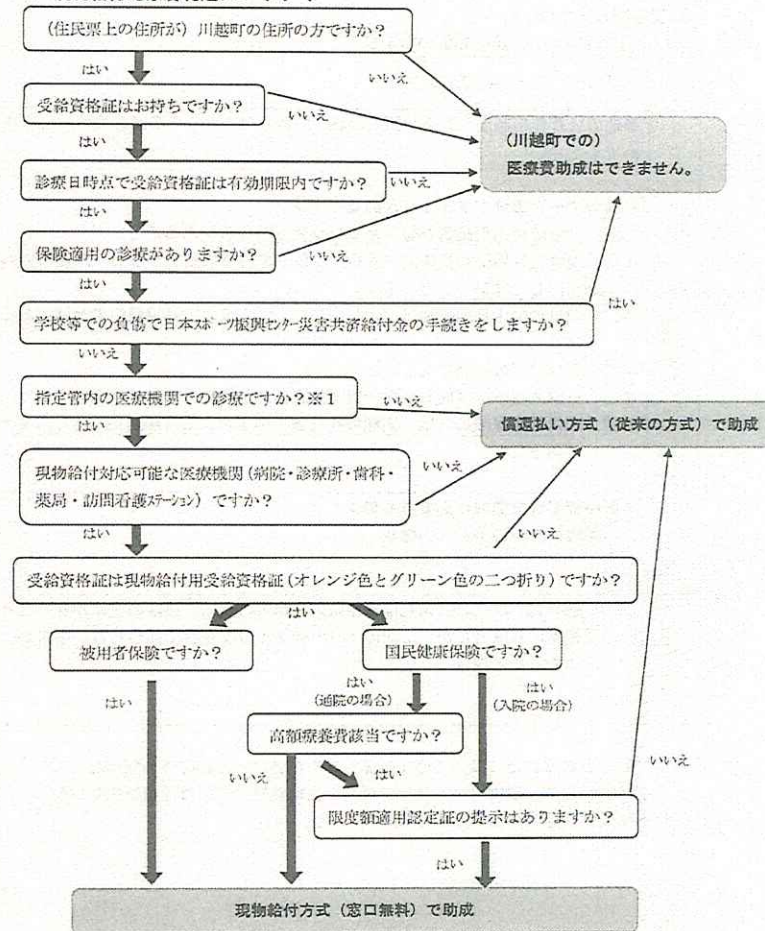 (住民票上の住所が)川越町の住所の方ですか?
はい
いいえ
受給資格証はお持ちですか?
いいえ
はい
(川越町での)
医療費助成はできません。
診療日時点で受給資格証は有効期限内ですか?
いいえ
はい
保険適用の診療がありますか?
いいえ
はい
はい
学校等での負傷で日本スポーツ振興センター災害共済給付金の手続きをしますか?
いいえ
指定管内の医療機関での診療ですか?※1
いいえ
はい
償還払い方式(従来の方式)で助成
現物給付対応可能な医療機関(病院・診療所・歯科・
薬局・訪問看護ステーション)ですか?
いいえ
はい
いいえ
受給資格証は現物給付用受給資格証(オレンジ色とグリーン色の二つ折り)ですか?
はい
被用者保険ですか?
国民健康保険ですか?
はい
はい
(通院の場合)
はい
(入院の場合)
高額療養費該当ですか?
いいえ
はい
いいえ
限度額適用認定証の提示はありますか?
はい
現物給付方式(窓口無料)で助成